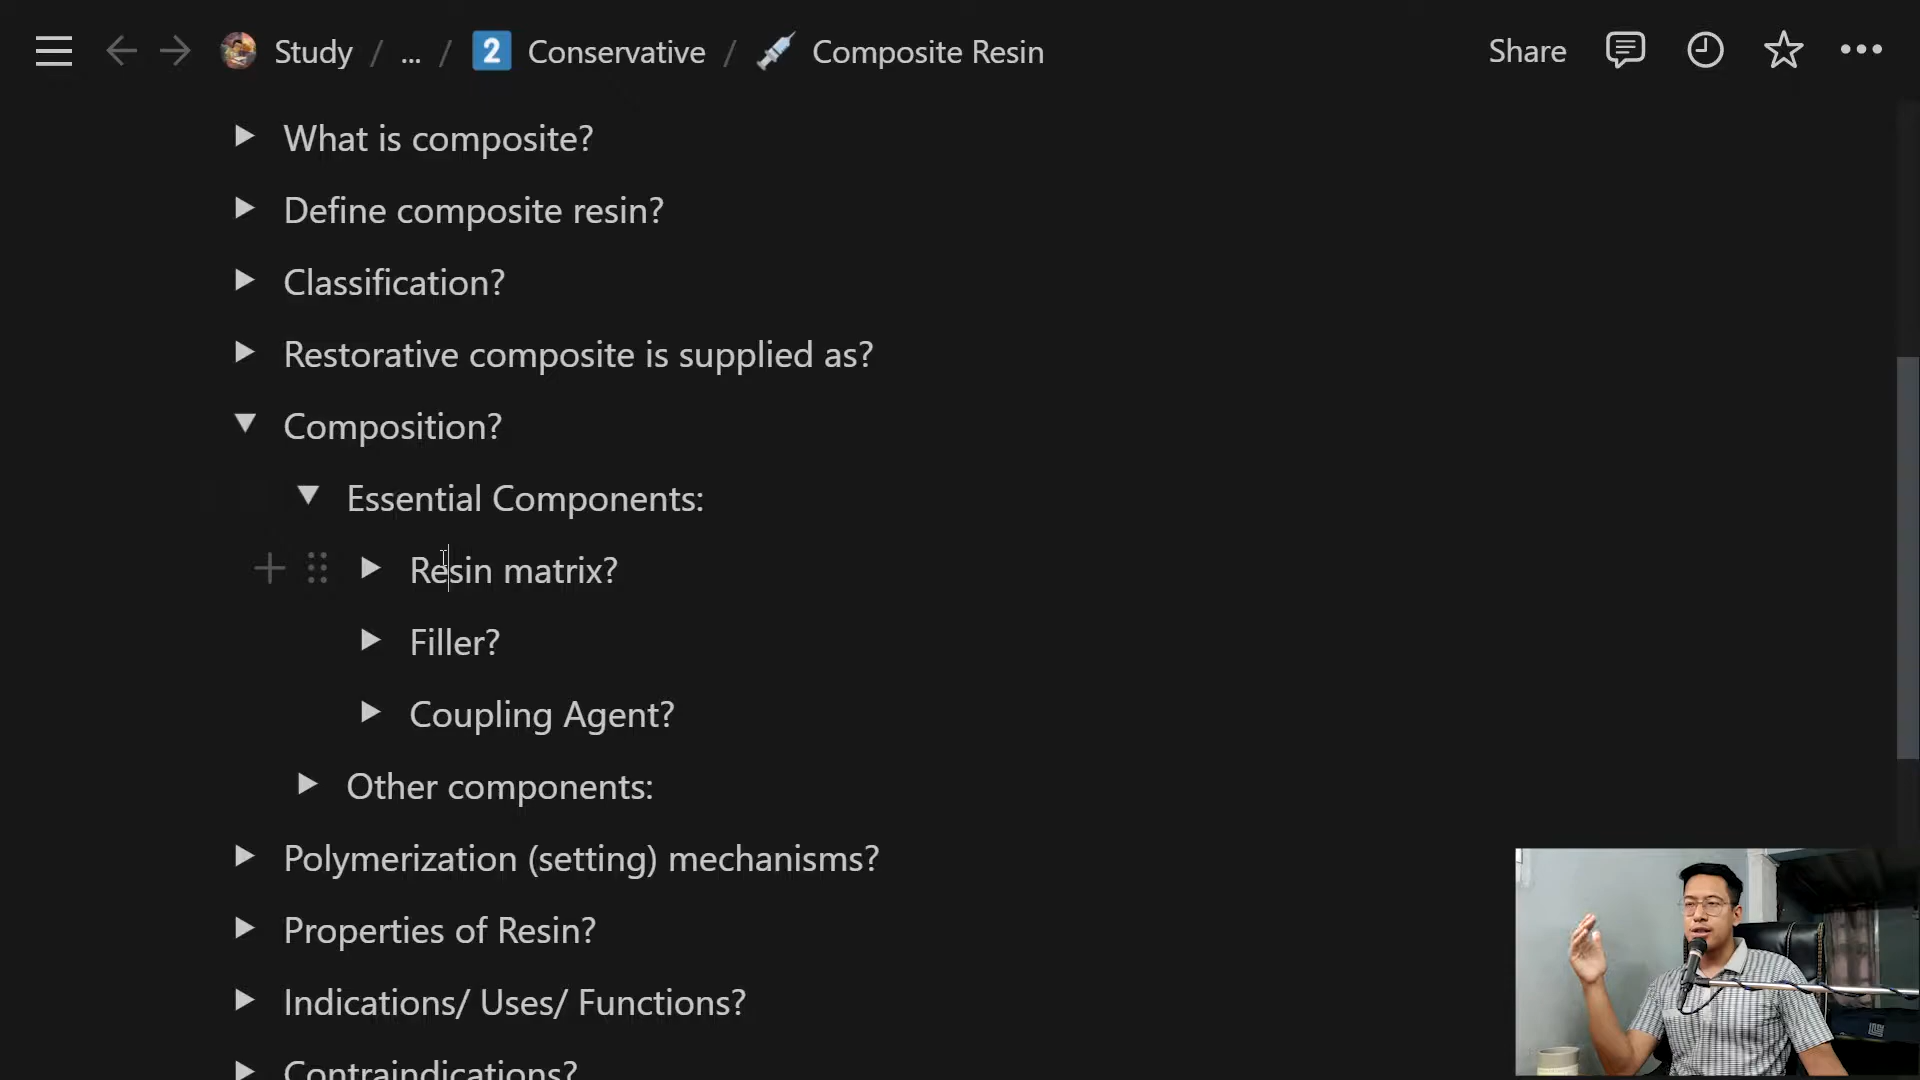 Study / ... / 2 Conservative / Composite Resin
Share
What is composite?
Define composite resin?
Classification?
Restorative composite is supplied as?
Composition?
Essential Components:
Resin matrix?
Filler?
Coupling Agent?
Other components:
Polymerization (setting) mechanisms?
Properties of Resin?
Indications/ Uses/ Functions?
Contraindications?